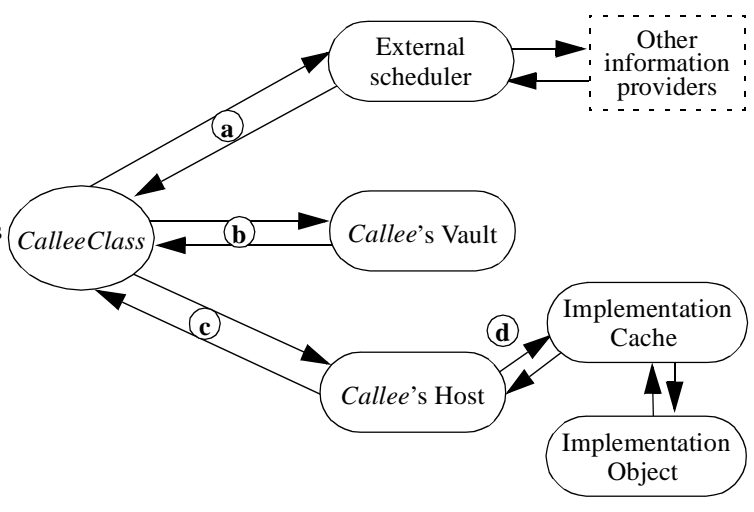 External
scheduler
Other
information
providers
a
CalleeClass
b
Callee's Vault
c
d
Implementation
Cache
Callee's Host
Implementation
Object